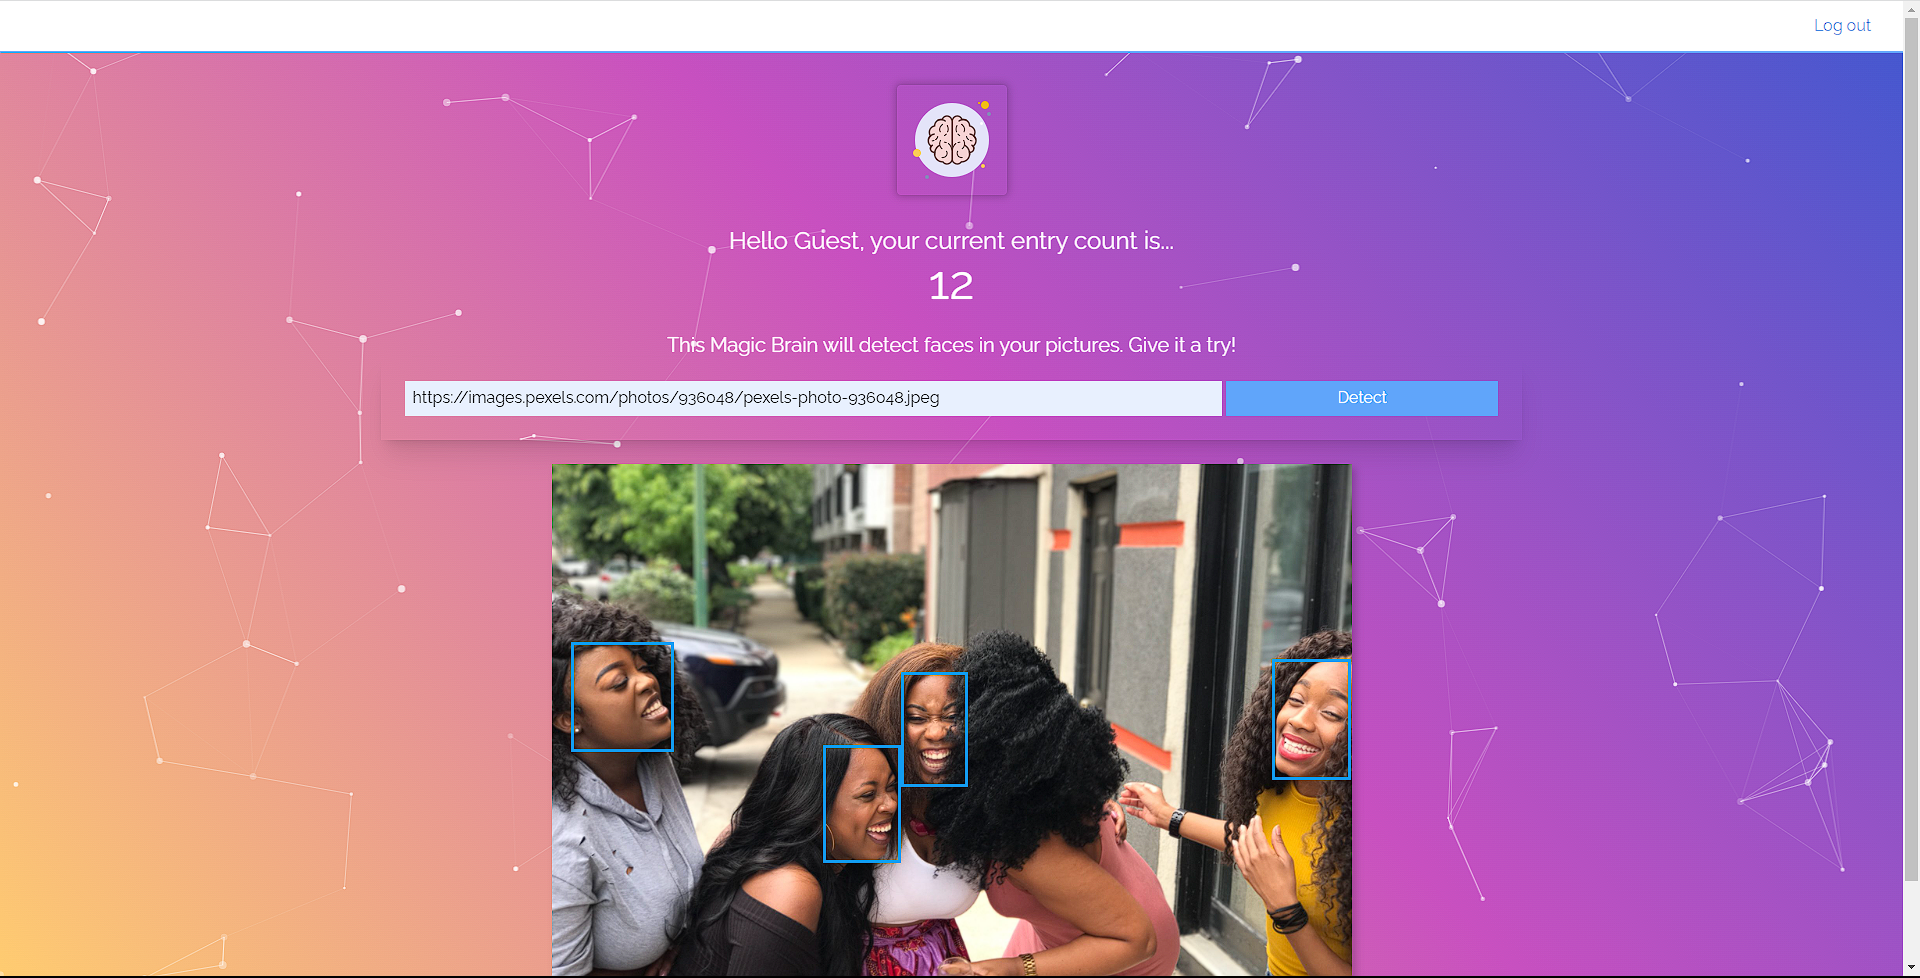 Log out
Hello Guest, your current entry count is...
12
This Magic Brain will detect faces in your pictures. Give it a try!
https://images.pexels.com/photos/936048/pexels-photo-936048.jpeg
Detect